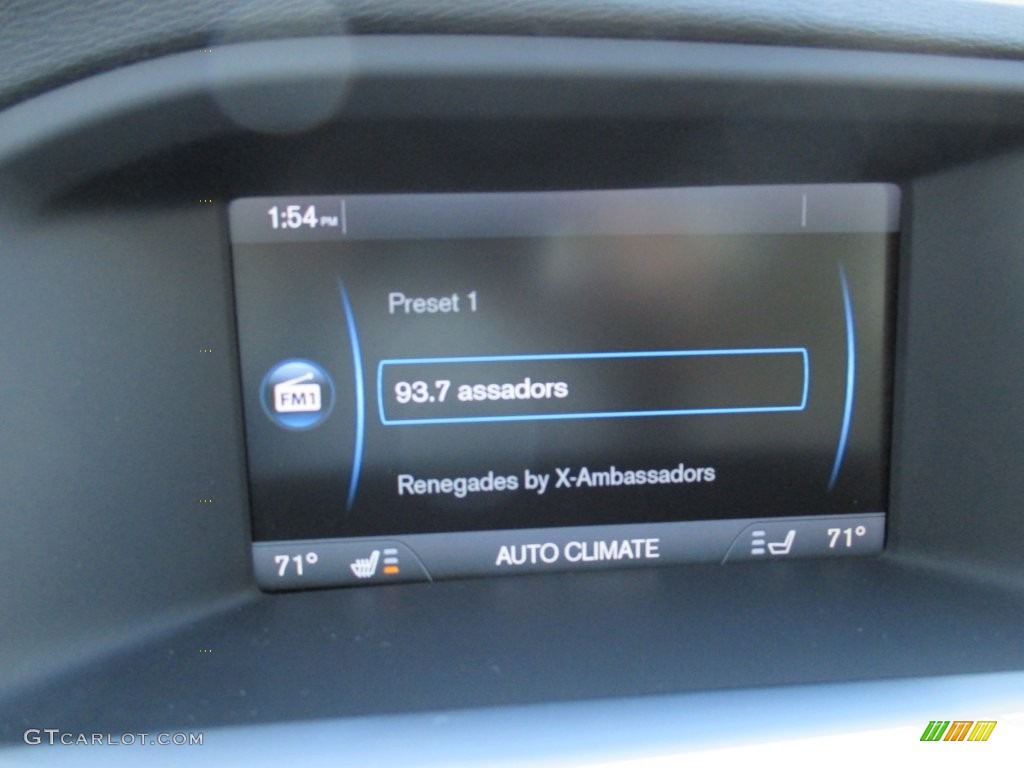 1:54 PM
Preset 1
FM1
93.7 assadors
Renegades by X-Ambassadors
71° AUTO CLIMATE 71°
GTCARLOT.COM